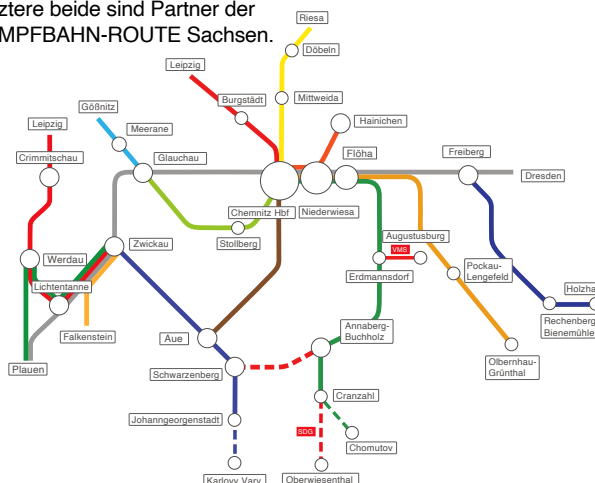 ztere beide sind Partner der
MPFBAHN-ROUTE Sachsen.
Riesa
Döbeln
Leipzig
Burgstädt
Mittweida
Gößnitz
Meerane
Hainichen
Leipzig
Crimmitschau
Glauchau
Flöha
Freiberg
Dresden
Chemnitz Hbf
Niederwiesa
Stollberg
Zwickau
Augustusburg
VMS
Werdau
Lichtentanne
Erdmannsdorf
Pockau-
Lengefeld
Holzha
Rechenberg
Bienemühle
Falkenstein
Aue
Annaberg-
Buchholz
Plauen
Schwarzenberg
Olbernhau-
Grünthal
Cranzahl
Johanngeorgenstadt
SDG
Chomutov
Karlovy Vary
Oberwiesenthal